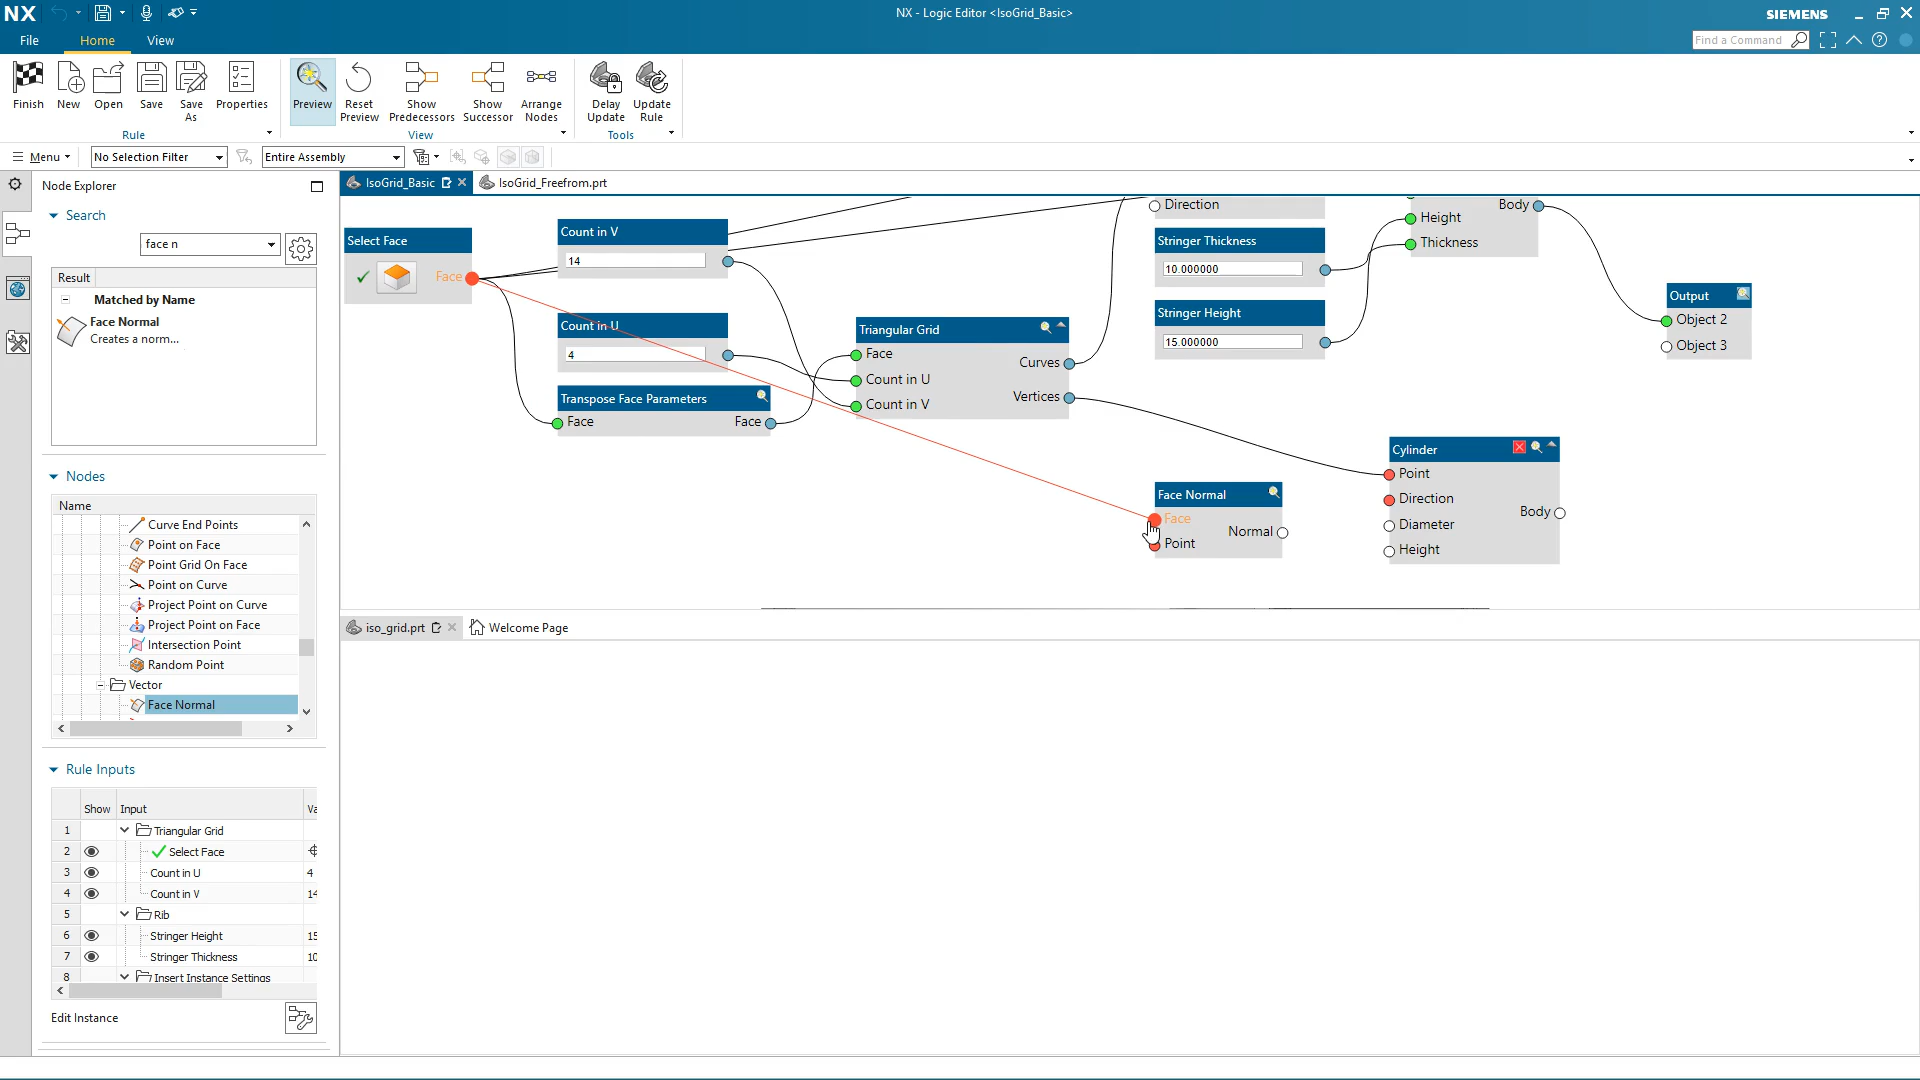 NX
NX - Logic Editor <IsoGrid_Basic>
SIEMENS
File
Home
View
Find a Command
Finish
New
Open
Save
Save As
Properties
Rule
Preview
Reset Preview
Show Predecessors
Show Successor
Arrange Nodes
View
Delay Update
Update Rule
Tools
Menu
No Selection Filter
Entire Assembly
Node Explorer
Search
face n
Result
Matched by Name
Face Normal
Creates a norm...
Nodes
Name
Curve End Points
Point on Face
Point Grid On Face
Point on Curve
Project Point on Curve
Project Point on Face
Intersection Point
Random Point
Vector
Face Normal
Rule Inputs
Show Input Va
1 Triangular Grid
2 Select Face
3 Count in U 4
4 Count in V 14
5 Rib
6 Stringer Height 15
7 Stringer Thickness 10
8 Insert Instance Settings
Edit Instance
IsoGrid_Basic
IsoGrid_Freefrom.prt
Select Face
Face
Count in V
14
Count in U
4
Transpose Face Parameters
Face Face
Triangular Grid
Face
Curves
Count in U
Vertices
Count in V
Direction
Stringer Thickness
10.000000
Stringer Height
15.000000
Body
Height
Thickness
Output
Object 2
Object 3
Face Normal
Face
Normal
Point
Cylinder
Point
Direction
Body
Diameter
Height
iso_grid.prt
Welcome Page